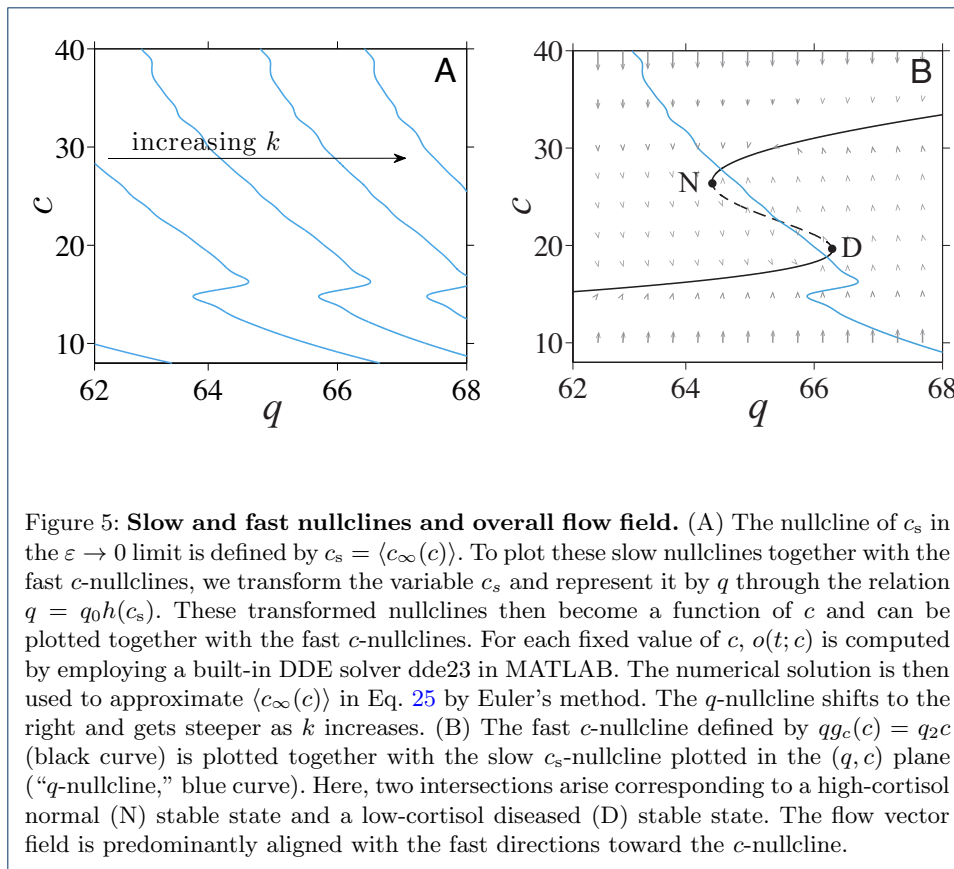 40
30
20
10
c
A
increasing k
62
64
66
68
q
40
30
20
10
c
B
N
D
62
64
66
68
q
Figure 5: Slow and fast nullclines and overall flow field. (A) The nullcline of cₛ in
the ε → 0 limit is defined by cₛ = ⟨c∞(c)⟩. To plot these slow nullclines together with the
fast c-nullclines, we transform the variable cₛ and represent it by q through the relation
q = q₀h(cₛ). These transformed nullclines then become a function of c and can be
plotted together with the fast c-nullclines. For each fixed value of c, o(t; c) is computed
by employing a built-in DDE solver dde23 in MATLAB. The numerical solution is then
used to approximate ⟨c∞(c)⟩ in Eq. 25 by Euler's method. The q-nullcline shifts to the
right and gets steeper as k increases. (B) The fast c-nullcline defined by qg_c(c) = q₂c
(black curve) is plotted together with the slow cₛ-nullcline plotted in the (q, c) plane
("q-nullcline," blue curve). Here, two intersections arise corresponding to a high-cortisol
normal (N) stable state and a low-cortisol diseased (D) stable state. The flow vector
field is predominantly aligned with the fast directions toward the c-nullcline.